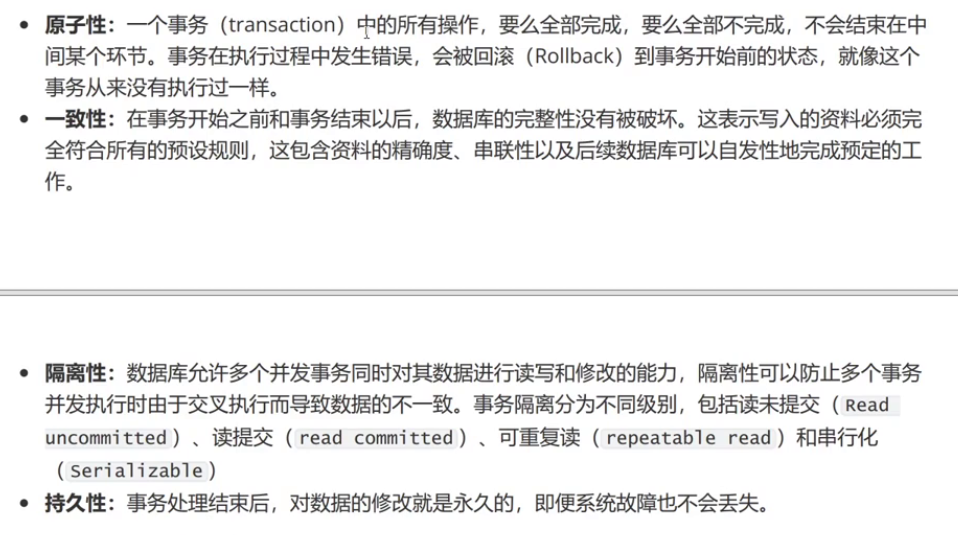 原子性：一个事务（transaction）中的所有操作，要么全部完成，要么全部不完成，不会结束在中
间某个环节。事务在执行过程中发生错误，会被回滚（Rollback）到事务开始前的状态，就像这个
事务从来没有执行过一样。
一致性：在事务开始之前和事务结束以后，数据库的完整性没有被破坏。这表示写入的资料必须完
全符合所有的预设规则，这包含资料的精确度、串联性以及后续数据库可以自发性地完成预定的工
作。
隔离性：数据库允许多个并发事务同时对其数据进行读写和修改的能力，隔离性可以防止多个事务
并发执行时由于交叉执行而导致数据的不一致。事务隔离分为不同级别，包括读未提交（Read
uncommitted）、读提交（read committed）、可重复读（repeatable read）和串行化
（Serializable）
持久性：事务处理结束后，对数据的修改就是永久的，即便系统故障也不会丢失。